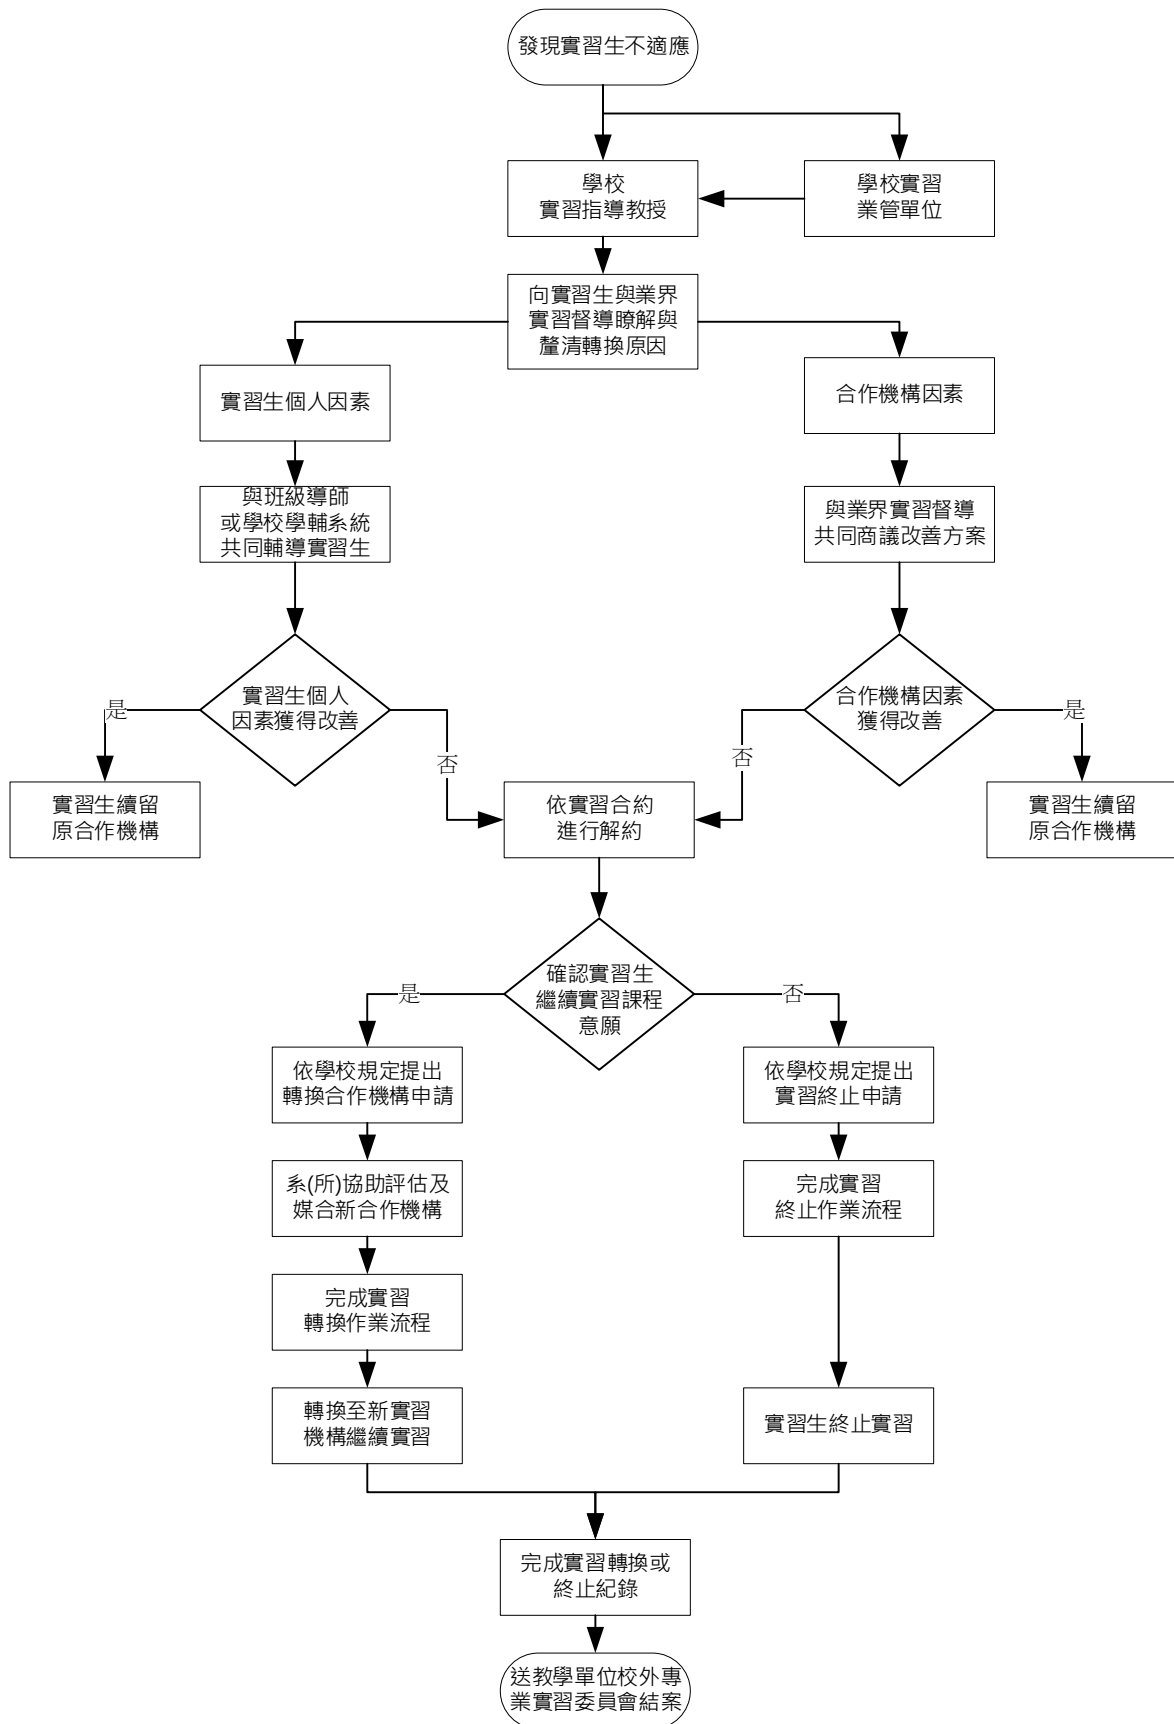 發現實習生不適應
學校
實習指導教授
學校實習
業管單位
向實習生與業界
實習督導瞭解與
釐清轉換原因
實習生個人因素
合作機構因素
與班級導師
或學校學輔系統
共同輔導實習生
與業界實習督導
共同商議改善方案
實習生個人
因素獲得改善
合作機構因素
獲得改善
是
否
否
是
實習生續留
原合作機構
依實習合約
進行解約
實習生續留
原合作機構
確認實習生
繼續實習課程
意願
是
否
依學校規定提出
轉換合作機構申請
依學校規定提出
實習終止申請
系(所)協助評估及
媒合新合作機構
完成實習
終止作業流程
完成實習
轉換作業流程
轉換至新實習
機構繼續實習
實習生終止實習
完成實習轉換或
終止紀錄
送教學單位校外專
業實習委員會結案